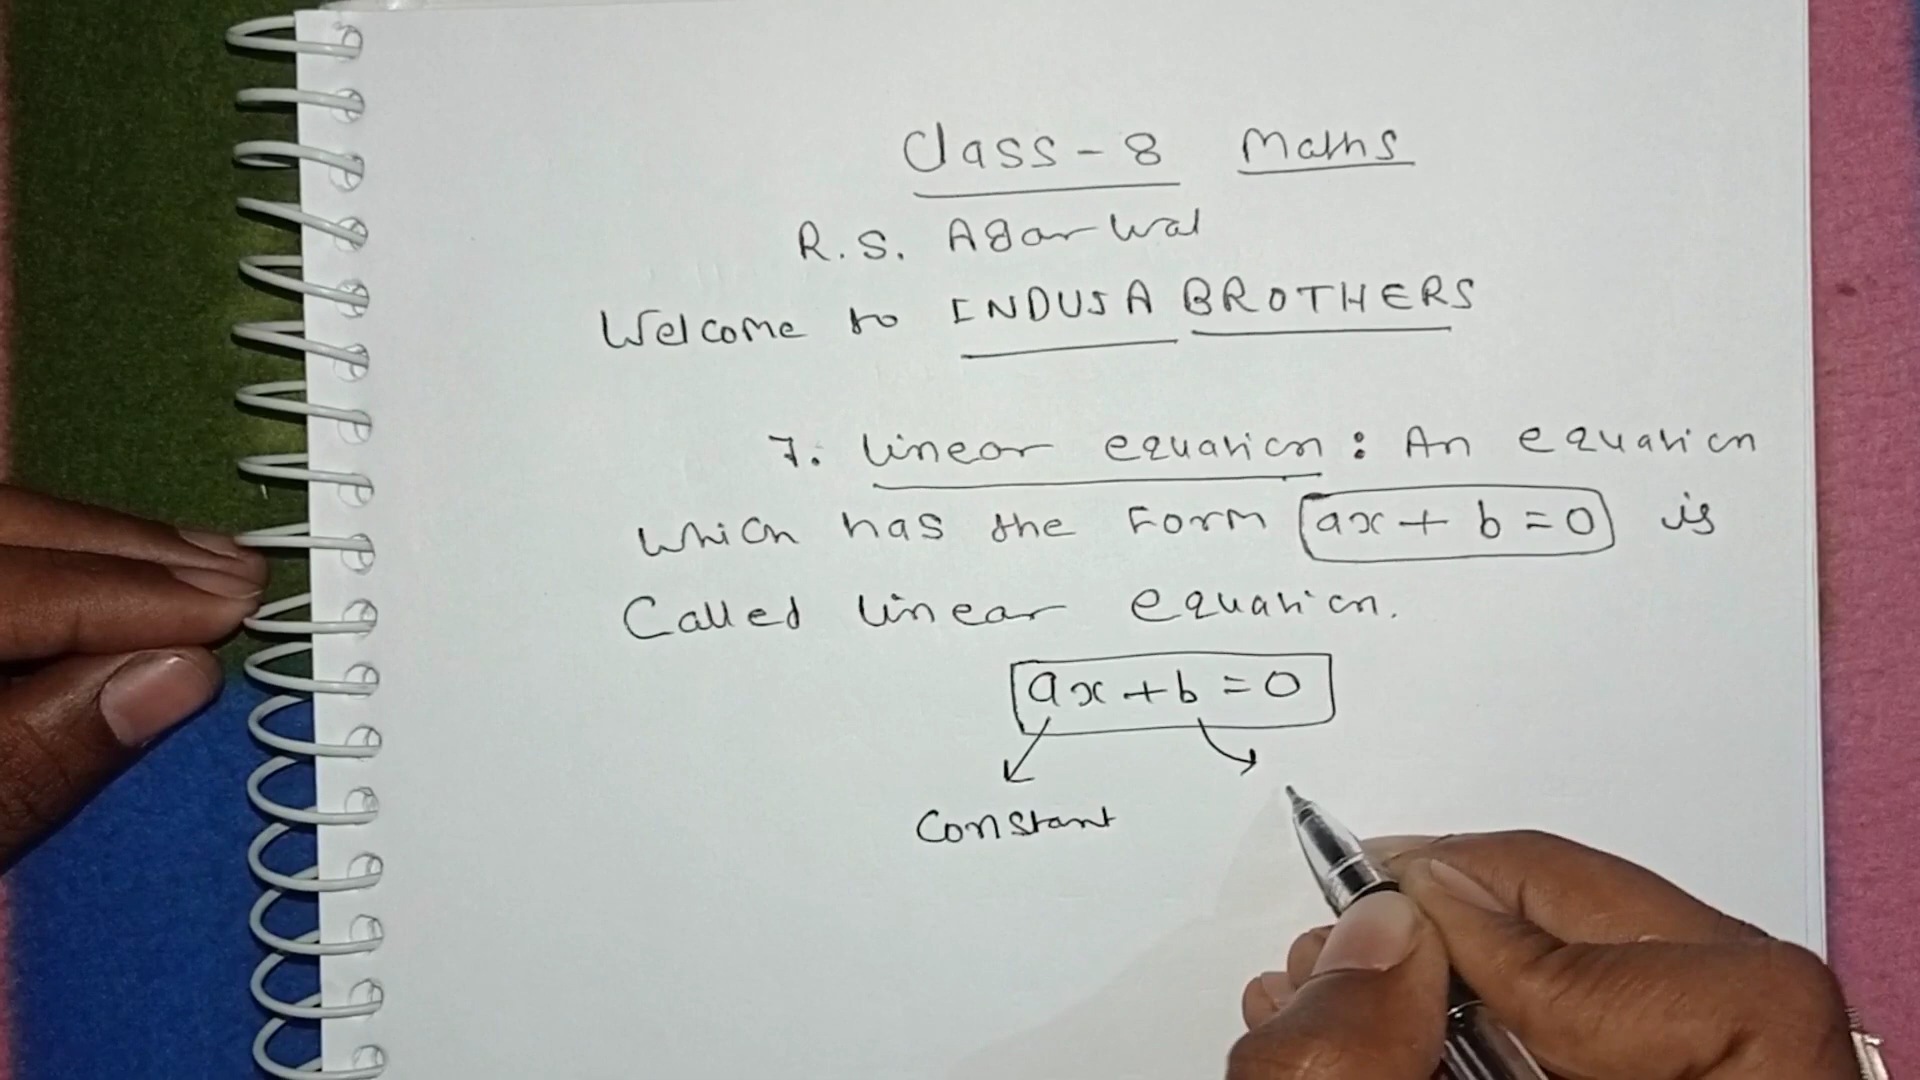 Class-8 Maths
R.S. Agarwal
Welcome to INDUJA BROTHERS
7. linear equation: An equation
which has the Form ax + b = 0 is
Called linear equation.
ax + b = 0
Constant